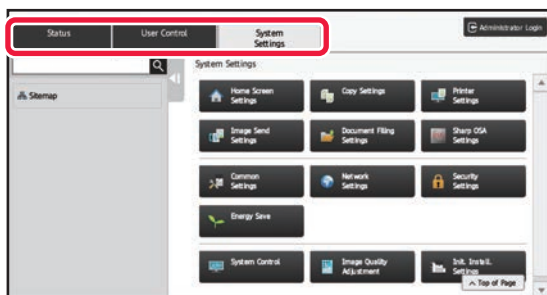 Status
User Control
System
Settings
Administrator Login
System Settings
Sitemap
Home Screen
Settings
Copy Settings
Printer
Settings
Image Send
Settings
Document Filing
Settings
Sharp OSA
Settings
Common
Settings
Network
Settings
Security
Settings
Energy Save
System Control
Image Quality
Adjustment
Init. Install.
Settings
Top of Page